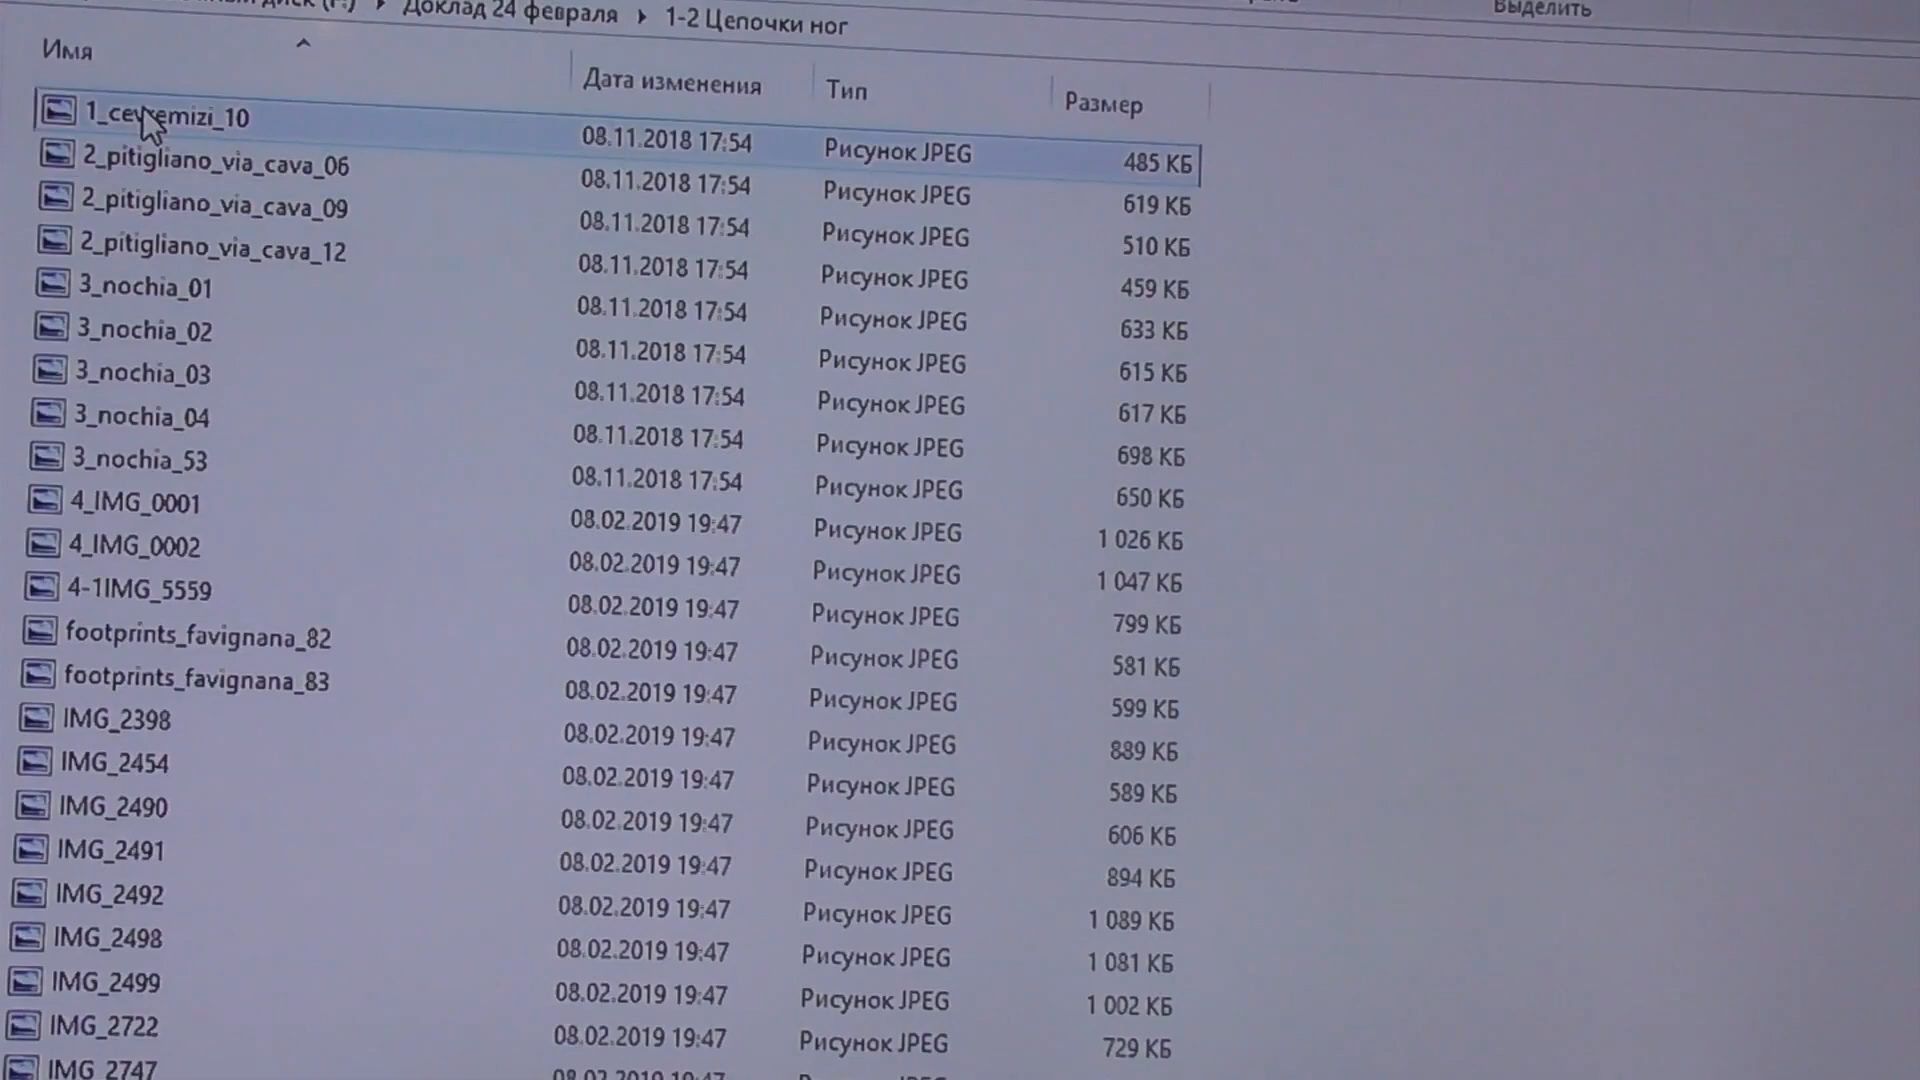 Выделить
диск (F:) › Доклад 24 февраля › 1-2 Цепочки ног
Имя Дата изменения Тип Размер
10 08.11.2018 17:54 Рисунок JPEG 485 КБ
2_pitigliano_via_cava_06 08.11.2018 17:54 Рисунок JPEG 619 КБ
2_pitigliano_via_cava_09 08.11.2018 17:54 Рисунок JPEG 510 КБ
2_pitigliano_via_cava_12 08.11.2018 17:54 Рисунок JPEG 459 КБ
3_nochia_01 08.11.2018 17:54 Рисунок JPEG 633 КБ
3_nochia_02 08.11.2018 17:54 Рисунок JPEG 615 КБ
3_nochia_03 08.11.2018 17:54 Рисунок JPEG 617 КБ
3_nochia_04 08.11.2018 17:54 Рисунок JPEG 698 КБ
3_nochia_53 08.11.2018 17:54 Рисунок JPEG 650 КБ
4_IMG_0001 08.02.2019 19:47 Рисунок JPEG 1 026 КБ
4_IMG_0002 08.02.2019 19:47 Рисунок JPEG 1 047 КБ
4-1IMG_5559 08.02.2019 19:47 Рисунок JPEG 799 КБ
footprints_favignana_82 08.02.2019 19:47 Рисунок JPEG 581 КБ
footprints_favignana_83 08.02.2019 19:47 Рисунок JPEG 599 КБ
IMG_2398 08.02.2019 19:47 Рисунок JPEG 889 КБ
IMG_2454 08.02.2019 19:47 Рисунок JPEG 589 КБ
IMG_2490 08.02.2019 19:47 Рисунок JPEG 606 КБ
IMG_2491 08.02.2019 19:47 Рисунок JPEG 894 КБ
IMG_2492 08.02.2019 19:47 Рисунок JPEG 1 089 КБ
IMG_2498 08.02.2019 19:47 Рисунок JPEG 1 081 КБ
IMG_2499 08.02.2019 19:47 Рисунок JPEG 1 002 КБ
IMG_2722 08.02.2019 19:47 Рисунок JPEG 729 КБ
IMG_2747 08.02.2019 19:47